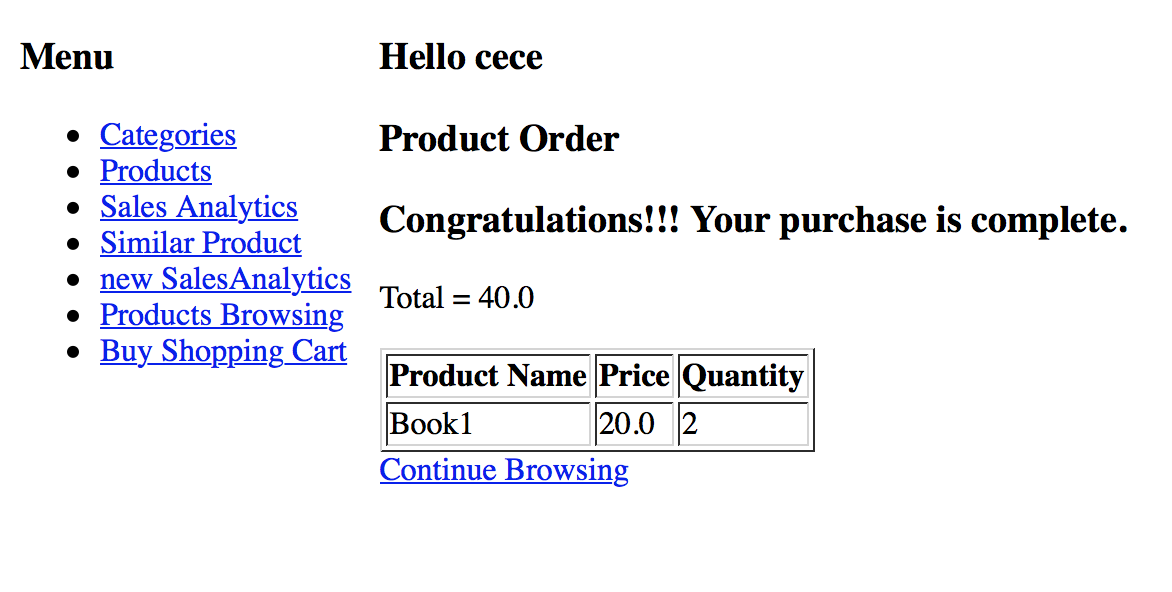 Menu
Categories
Products
Sales Analytics
Similar Product
new SalesAnalytics
Products Browsing
Buy Shopping Cart
Hello cece
Product Order
Congratulations!!! Your purchase is complete.
Total = 40.0
Product Name Price Quantity
Book1 20.0 2
Continue Browsing